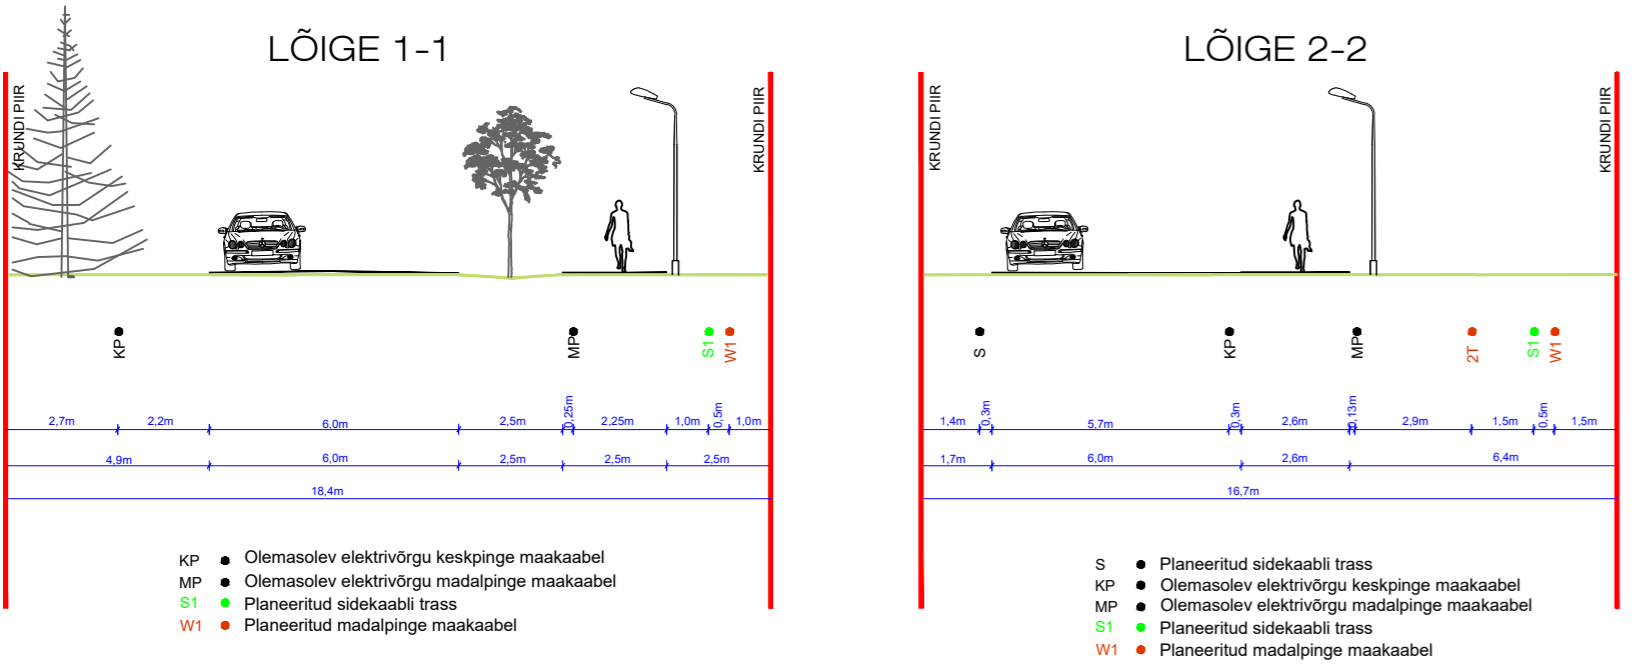 LÕIGE 1-1
KRUNDI PIIR
KRUNDI PIIR
KP
MP
S1
W1
2,7m
2,2m
6,0m
2,5m
0,25m
2,25m
1,0m
0,5m
1,0m
4,9m
6,0m
2,5m
2,5m
2,5m
18,4m
KP Olemasolev elektrivõrgu keskpinge maakaabel
MP Olemasolev elektrivõrgu madalpinge maakaabel
S1 Planeeritud sidekaabli trass
W1 Planeeritud madalpinge maakaabel
LÕIGE 2-2
KRUNDI PIIR
KRUNDI PIIR
S
KP
MP
2T
S1
W1
1,4m
0,3m
5,7m
0,3m
2,6m
0,13m
2,9m
1,5m
0,5m
1,5m
1,7m
6,0m
2,6m
6,4m
16,7m
S Planeeritud sidekaabli trass
KP Olemasolev elektrivõrgu keskpinge maakaabel
MP Olemasolev elektrivõrgu madalpinge maakaabel
S1 Planeeritud sidekaabli trass
W1 Planeeritud madalpinge maakaabel